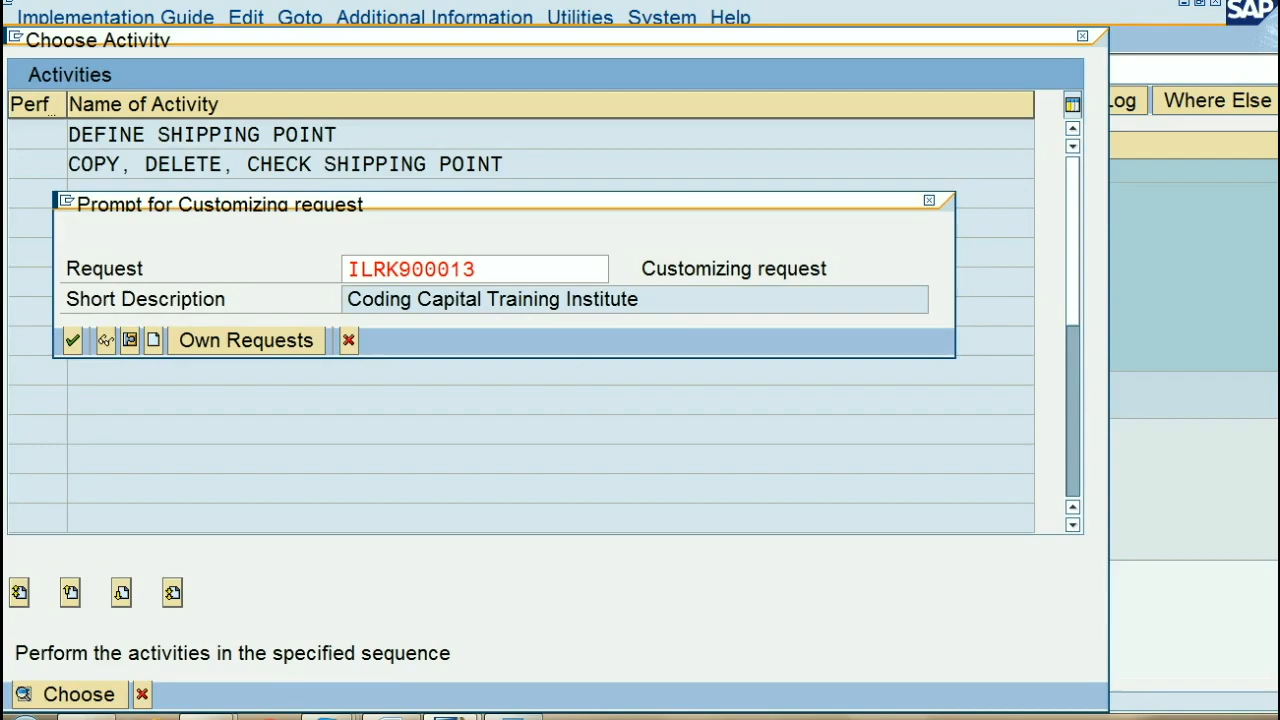 Implementation Guide Edit Goto Additional Information Utilities System Help
SAP
Choose Activity
Activities
Perf.. Name of Activity
Log Where Else
DEFINE SHIPPING POINT
COPY, DELETE, CHECK SHIPPING POINT
Prompt for Customizing request
Request ILRK900013 Customizing request
Short Description Coding Capital Training Institute
Own Requests
Perform the activities in the specified sequence
Choose